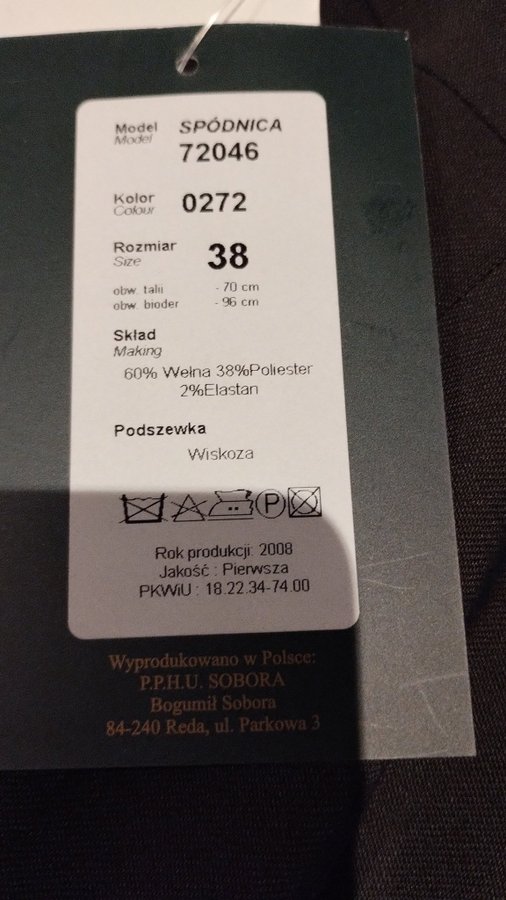 Model SPÓDNICA
Model 72046
Kolor 0272
Colour
Rozmiar 38
Size
obw. talii - 70 cm
obw. bioder - 96 cm
Skład
Making
60% Wełna 38%Poliester
2%Elastan
Podszewka
Wiskoza
P
Rok produkcji: 2008
Jakość : Pierwsza
PKWiU : 18.22.34-74.00
Wyprodukowano w Polsce:
P.P.H.U. SOBORA
Bogumił Sobora
84-240 Reda, ul. Parkowa 3